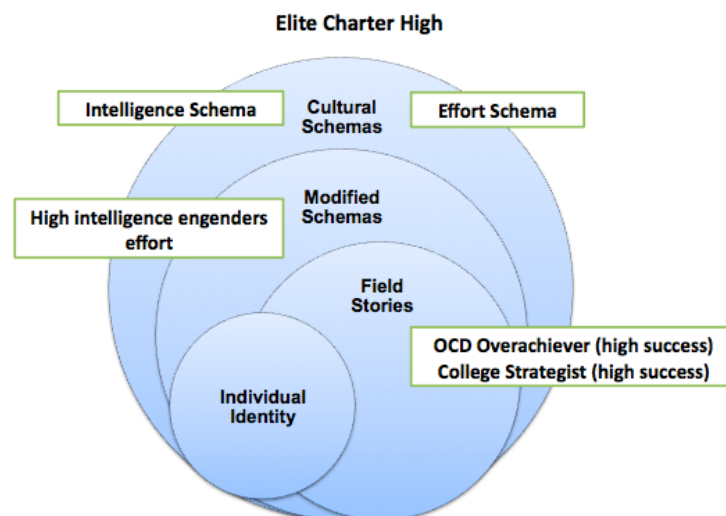 Elite Charter High
Intelligence Schema
Cultural
Schemas
Effort Schema
Modified
Schemas
High intelligence engenders
effort
Field
Stories
OCD Overachiever (high success)
College Strategist (high success)
Individual
Identity